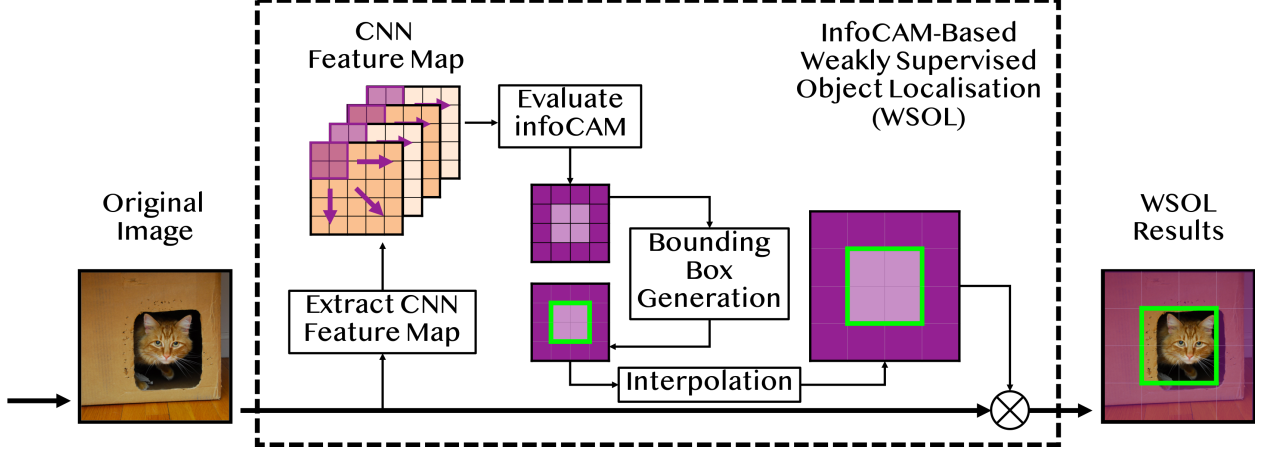 CNN
Feature Map
InfoCAM-Based
Weakly Supervised
Object Localisation
(WSOL)
Evaluate
infoCAM
Original
Image
WSOL
Results
Bounding
Box
Generation
Extract CNN
Feature Map
Interpolation